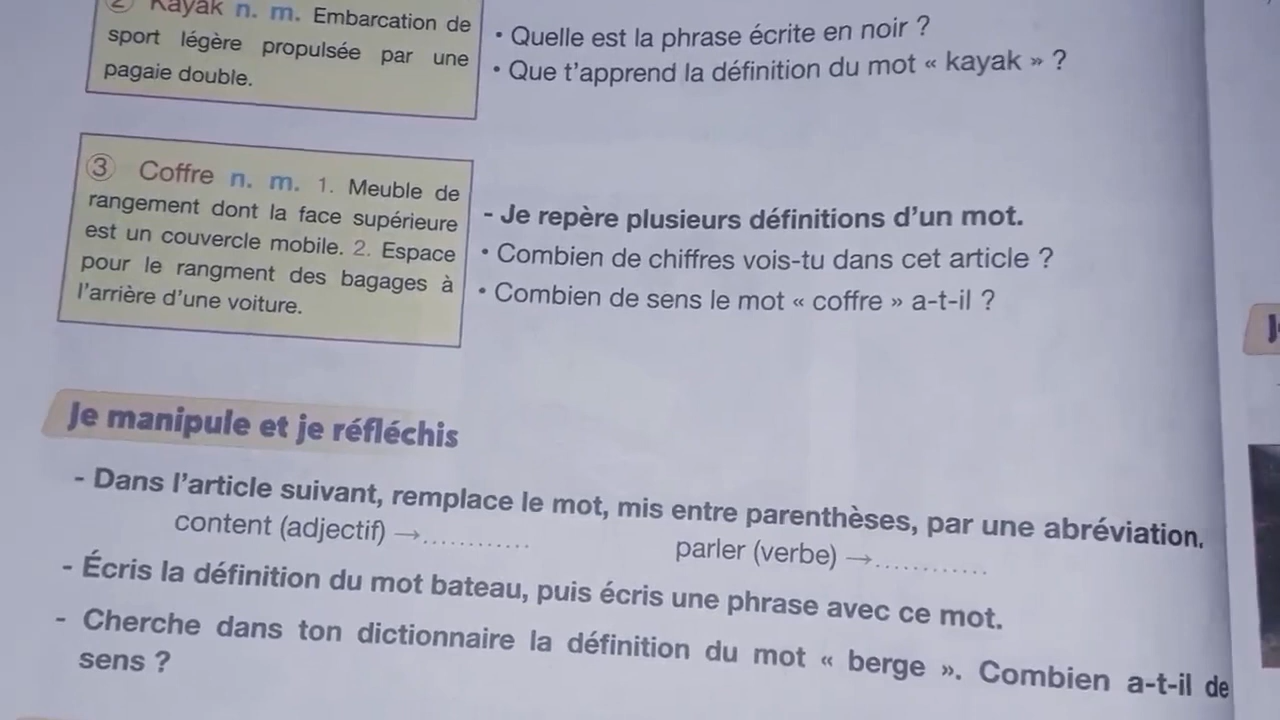 ② Kayak n. m. Embarcation de
sport légère propulsée par une
pagaie double.
• Quelle est la phrase écrite en noir ?
• Que t'apprend la définition du mot « kayak » ?
③ Coffre n. m. 1. Meuble de
rangement dont la face supérieure
est un couvercle mobile. 2. Espace
pour le rangment des bagages à
l'arrière d'une voiture.
- Je repère plusieurs définitions d'un mot.
• Combien de chiffres vois-tu dans cet article ?
• Combien de sens le mot « coffre » a-t-il ?
Je manipule et je réfléchis
- Dans l'article suivant, remplace le mot, mis entre parenthèses, par une abréviation.
content (adjectif) →............ parler (verbe) →............
- Écris la définition du mot bateau, puis écris une phrase avec ce mot.
- Cherche dans ton dictionnaire la définition du mot « berge ». Combien a-t-il de
sens ?